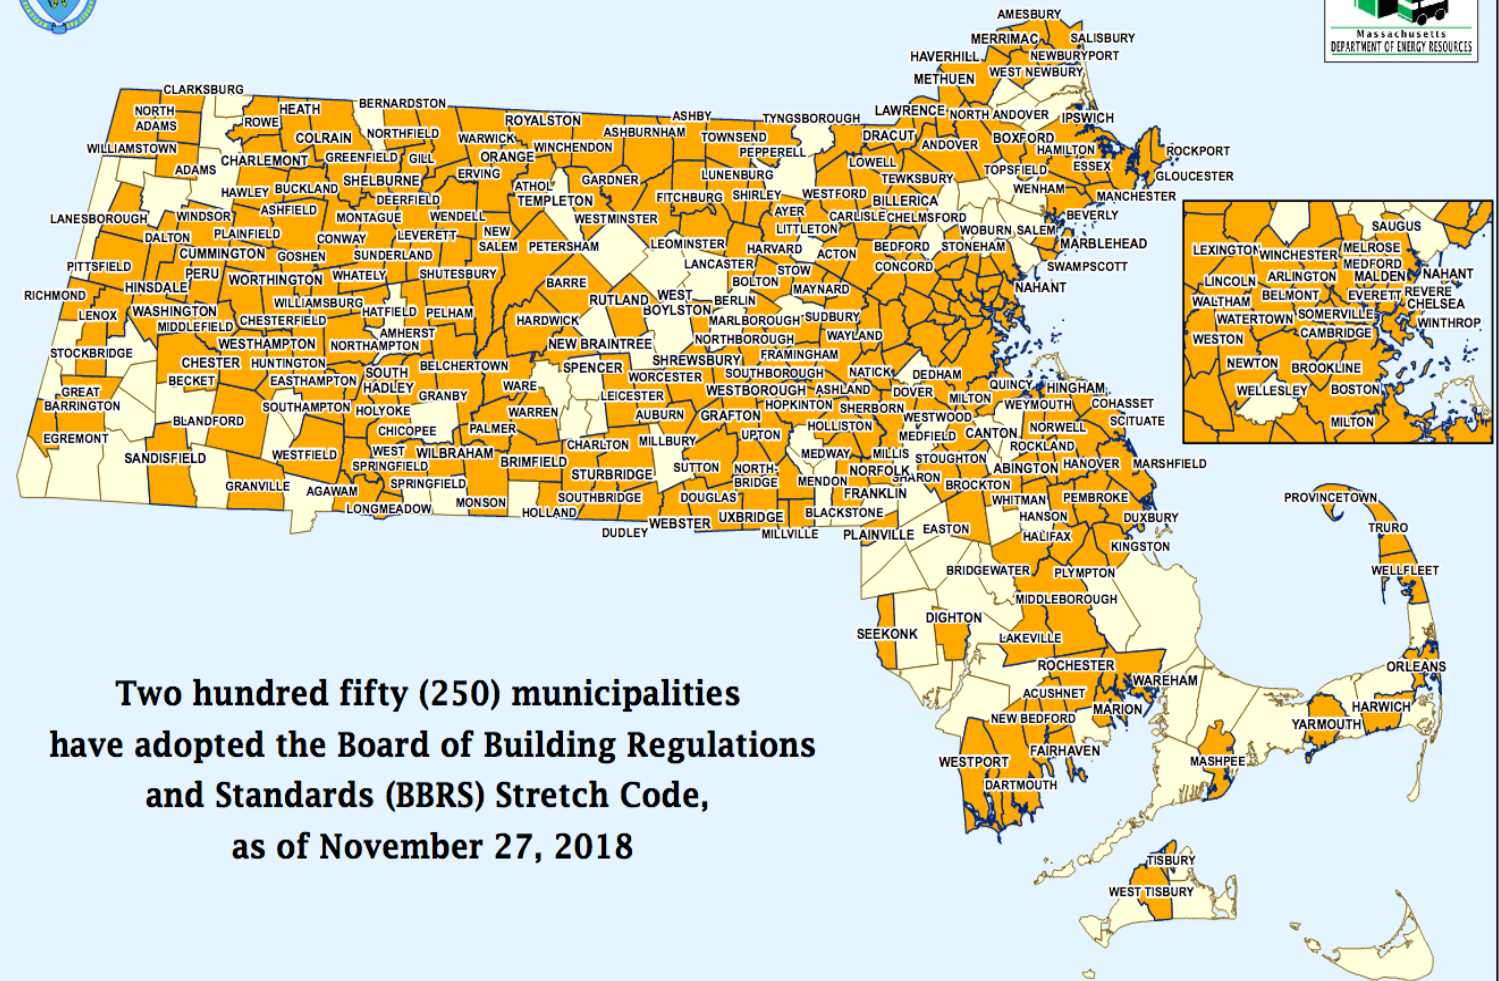 Massachusetts
DEPARTMENT OF ENERGY RESOURCES
AMESBURY
MERRIMAC
SALISBURY
HAVERHILL
NEWBURYPORT
METHUEN
WEST NEWBURY
CLARKSBURG
NORTH
ADAMS
HEATH
ROWE
BERNARDSTON
ROYALSTON
ASHBY
TYNGSBOROUGH
LAWRENCE
NORTH ANDOVER
IPSWICH
COLRAIN
NORTHFIELD
WARWICK
ASHBURNHAM
TOWNSEND
DRACUT
BOXFORD
WILLIAMSTOWN
WINCHENDON
PEPPERELL
ANDOVER
HAMILTON
ROCKPORT
CHARLEMONT
GREENFIELD
GILL
ORANGE
LOWELL
ESSEX
ADAMS
SHELBURNE
ERVING
GARDNER
LUNENBURG
TEWKSBURY
TOPSFIELD
GLOUCESTER
HAWLEY
BUCKLAND
DEERFIELD
ATHOL
TEMPLETON
FITCHBURG
SHIRLEY
WESTFORD
BILLERICA
WENHAM
MANCHESTER
LANESBOROUGH
WINDSOR
ASHFIELD
MONTAGUE
WENDELL
WESTMINSTER
AYER
CARLISLE
CHELMSFORD
BEVERLY
DALTON
PLAINFIELD
CONWAY
LEVERETT
NEW
SALEM
PETERSHAM
LEOMINSTER
LITTLETON
WOBURN
SALEM
CUMMINGTON
GOSHEN
SUNDERLAND
HARVARD
ACTON
BEDFORD
STONEHAM
MARBLEHEAD
PITTSFIELD
PERU
WORTHINGTON
WHATELY
SHUTESBURY
LANCASTER
STOW
CONCORD
SWAMPSCOTT
HINSDALE
BARRE
BOLTON
MAYNARD
NAHANT
RICHMOND
WILLIAMSBURG
RUTLAND
WEST
BOYLSTON
BERLIN
LENOX
WASHINGTON
CHESTERFIELD
HATFIELD
PELHAM
HARDWICK
MARLBOROUGH
SUDBURY
MIDDLEFIELD
AMHERST
WESTHAMPTON
NORTHAMPTON
NEW BRAINTREE
NORTHBOROUGH
WAYLAND
STOCKBRIDGE
CHESTER
HUNTINGTON
BELCHERTOWN
SPENCER
SHREWSBURY
FRAMINGHAM
BECKET
EASTHAMPTON
SOUTH
HADLEY
WARE
WORCESTER
SOUTHBOROUGH
NATICK
DEDHAM
GREAT
BARRINGTON
GRANBY
LEICESTER
WESTBOROUGH
ASHLAND
DOVER
QUINCY
HINGHAM
SOUTHAMPTON
HOLYOKE
WARREN
AUBURN
GRAFTON
HOPKINTON
SHERBORN
MILTON
WEYMOUTH
COHASSET
BLANDFORD
CHICOPEE
PALMER
HOLLISTON
WESTWOOD
NORWELL
SCITUATE
EGREMONT
CHARLTON
MILLBURY
UPTON
MEDFIELD
CANTON
ROCKLAND
SANDISFIELD
WESTFIELD
WEST
SPRINGFIELD
WILBRAHAM
BRIMFIELD
STURBRIDGE
SUTTON
NORTH-
BRIDGE
MEDWAY
MILLIS
STOUGHTON
ABINGTON
HANOVER
MARSHFIELD
GRANVILLE
AGAWAM
SPRINGFIELD
NORFOLK
SHARON
BROCKTON
MENDON
FRANKLIN
WHITMAN
PEMBROKE
LONGMEADOW
MONSON
HOLLAND
SOUTHBRIDGE
DOUGLAS
BLACKSTONE
HANSON
DUXBURY
DUDLEY
WEBSTER
UXBRIDGE
MILLVILLE
PLAINVILLE
EASTON
HALIFAX
KINGSTON
BRIDGEWATER
PLYMPTON
MIDDLEBOROUGH
DIGHTON
SEEKONK
LAKEVILLE
ROCHESTER
WAREHAM
ACUSHNET
MARION
NEW BEDFORD
FAIRHAVEN
WESTPORT
DARTMOUTH
PROVINCETOWN
TRURO
WELLFLEET
ORLEANS
HARWICH
YARMOUTH
MASHPEE
TISBURY
WEST TISBURY
SAUGUS
LEXINGTON
WINCHESTER
MELROSE
MEDFORD
LINCOLN
ARLINGTON
MALDEN
NAHANT
WALTHAM
BELMONT
EVERETT
REVERE
CHELSEA
WATERTOWN
SOMERVILLE
WINTHROP
WESTON
CAMBRIDGE
NEWTON
BROOKLINE
WELLESLEY
BOSTON
MILTON
Two hundred fifty (250) municipalities
have adopted the Board of Building Regulations
and Standards (BBRS) Stretch Code,
as of November 27, 2018